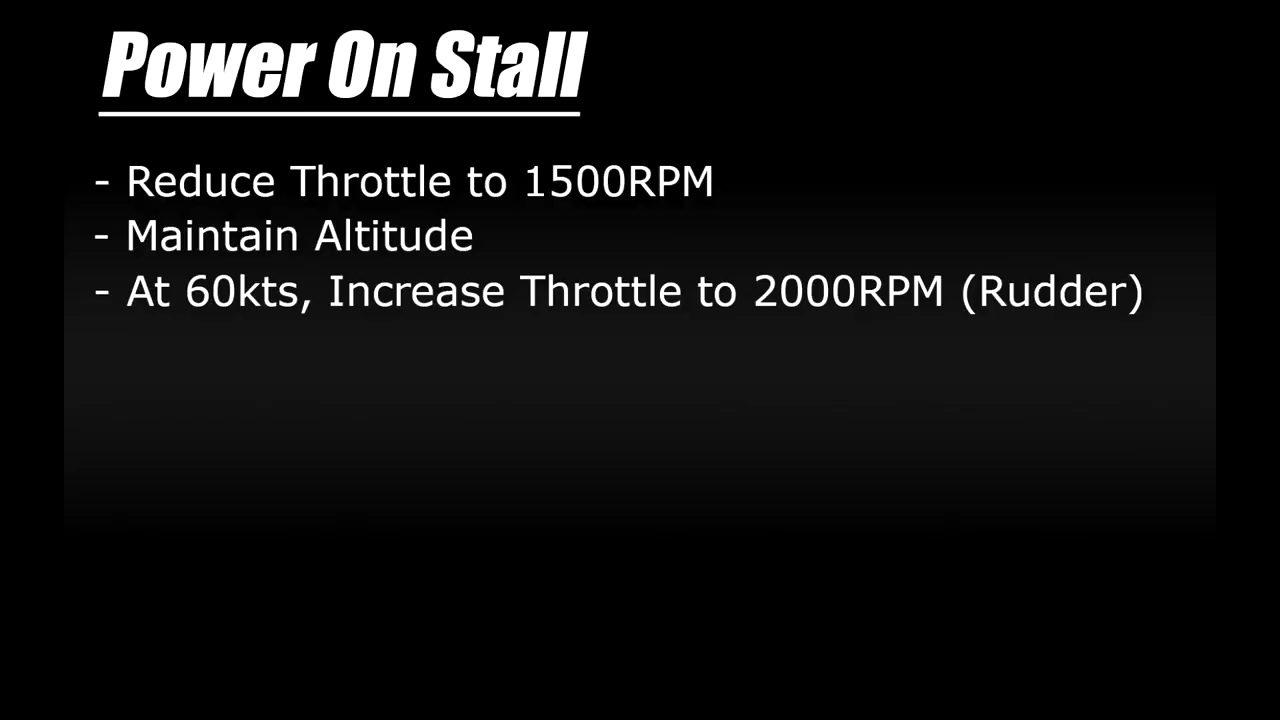 Power On Stall
- Reduce Throttle to 1500RPM
- Maintain Altitude
- At 60kts, Increase Throttle to 2000RPM (Rudder)